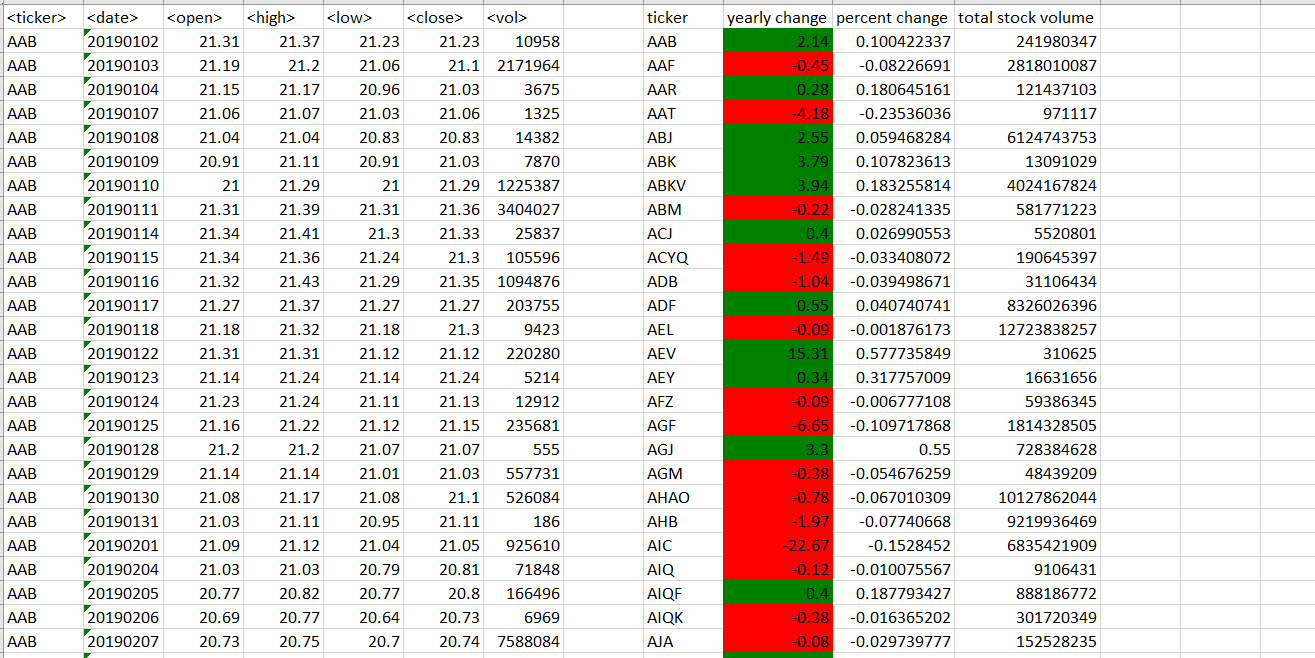 <ticker> <date> <open> <high> <low> <close> <vol> ticker yearly change percent change total stock volume
AAB 20190102 21.31 21.37 21.23 21.23 10958 AAB 2.14 0.100422337 241980347
AAB 20190103 21.19 21.2 21.06 21.1 2171964 AAF -0.45 -0.08226691 2818010087
AAB 20190104 21.15 21.17 20.96 21.03 3675 AAR 0.28 0.180645161 121437103
AAB 20190107 21.06 21.07 21.03 21.06 1325 AAT -4.18 -0.23536036 971117
AAB 20190108 21.04 21.04 20.83 20.83 14382 ABJ 2.55 0.059468284 6124743753
AAB 20190109 20.91 21.11 20.91 21.03 7870 ABK 3.79 0.107823613 13091029
AAB 20190110 21 21.29 21 21.29 1225387 ABKV 3.94 0.183255814 4024167824
AAB 20190111 21.31 21.39 21.31 21.36 3404027 ABM -0.22 -0.028241335 581771223
AAB 20190114 21.34 21.41 21.3 21.33 25837 ACJ 0.4 0.026990553 5520801
AAB 20190115 21.34 21.36 21.24 21.3 105596 ACYQ -1.49 -0.033408072 190645397
AAB 20190116 21.32 21.43 21.29 21.35 1094876 ADB -1.04 -0.039498671 31106434
AAB 20190117 21.27 21.37 21.27 21.27 203755 ADF 0.55 0.040740741 8326026396
AAB 20190118 21.18 21.32 21.18 21.3 9423 AEL -0.09 -0.001876173 12723838257
AAB 20190122 21.31 21.31 21.12 21.12 220280 AEV 15.31 0.577735849 310625
AAB 20190123 21.14 21.24 21.14 21.24 5214 AEY 0.34 0.317757009 16631656
AAB 20190124 21.23 21.24 21.11 21.13 12912 AFZ -0.09 -0.006777108 59386345
AAB 20190125 21.16 21.22 21.12 21.15 235681 AGF -6.65 -0.109717868 1814328505
AAB 20190128 21.2 21.2 21.07 21.07 555 AGJ 3.3 0.55 728384628
AAB 20190129 21.14 21.14 21.01 21.03 557731 AGM -0.38 -0.054676259 48439209
AAB 20190130 21.08 21.17 21.08 21.1 526084 AHAO -0.78 -0.067010309 10127862044
AAB 20190131 21.03 21.11 20.95 21.11 186 AHB -1.97 -0.07740668 9219936469
AAB 20190201 21.09 21.12 21.04 21.05 925610 AIC -22.67 -0.1528452 6835421909
AAB 20190204 21.03 21.03 20.79 20.81 71848 AIQ -0.12 -0.010075567 9106431
AAB 20190205 20.77 20.82 20.77 20.8 166496 AIQF 0.4 0.187793427 888186772
AAB 20190206 20.69 20.77 20.64 20.73 6969 AIQK -0.38 -0.016365202 301720349
AAB 20190207 20.73 20.75 20.7 20.74 7588084 AJA -0.08 -0.029739777 152528235